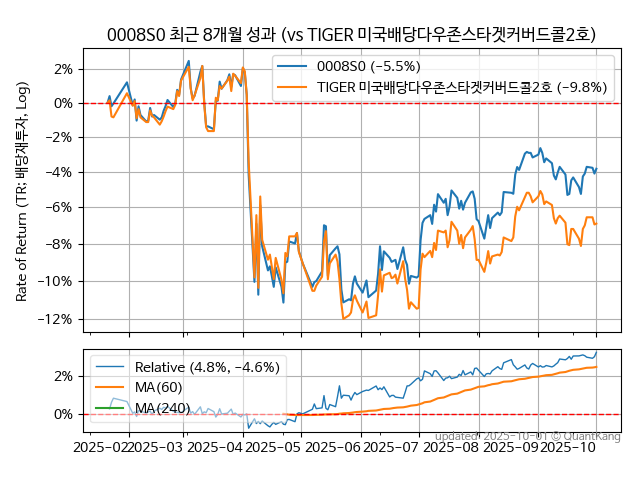 0008S0 최근 8개월 성과 (vs TIGER 미국배당다우존스타겟커버드콜2호)
Rate of Return (TR: 배당재투자, Log)
2%
0%
−2%
−4%
−6%
−8%
−10%
−12%
0008S0 (−5.5%)
TIGER 미국배당다우존스타겟커버드콜2호 (−9.8%)
2%
0%
Relative (4.8%, −4.6%)
MA(60)
MA(240)
updated: 2025-10-01 © QuantKang
2025−02 2025−03 2025−04 2025−05 2025−06 2025−07 2025−08 2025−09 2025−10